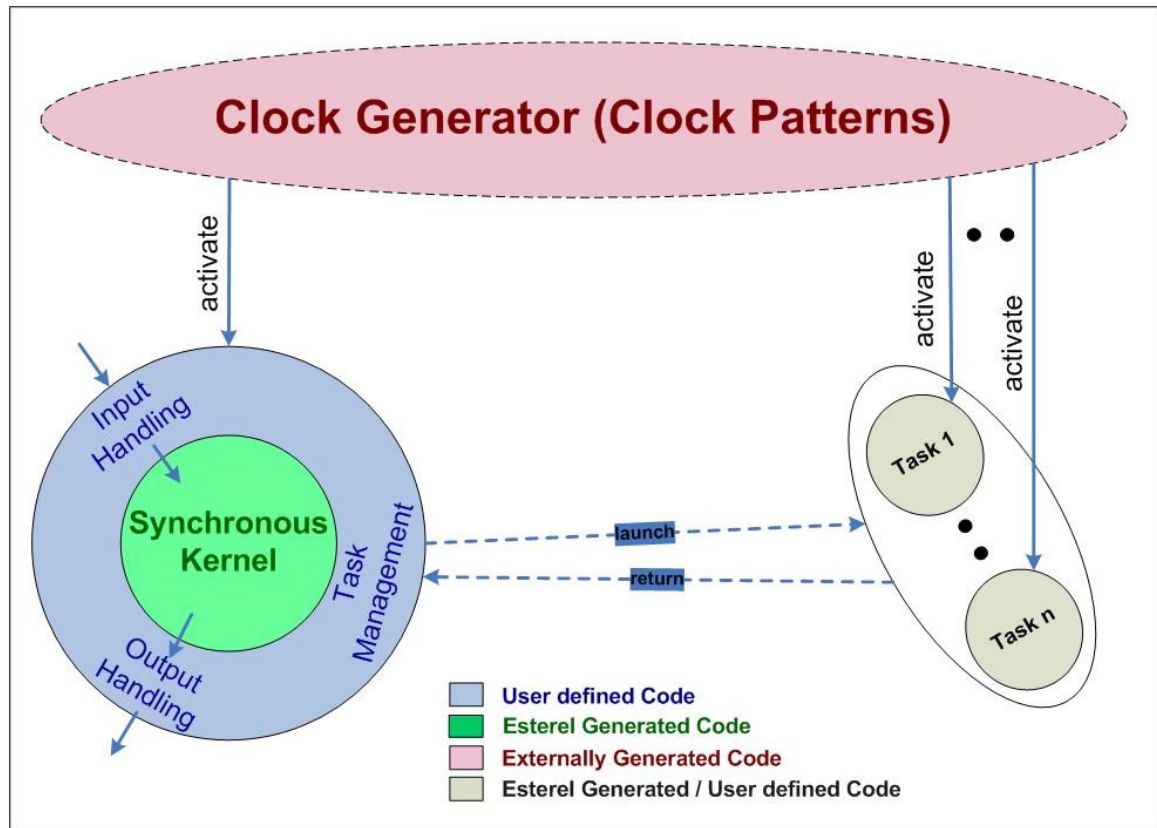 Clock Generator (Clock Patterns)
activate
activate
activate
Input
Handling
Synchronous
Kernel
Task
Management
Output
Handling
launch
return
Task 1
Task n
User defined Code
Esterel Generated Code
Externally Generated Code
Esterel Generated / User defined Code